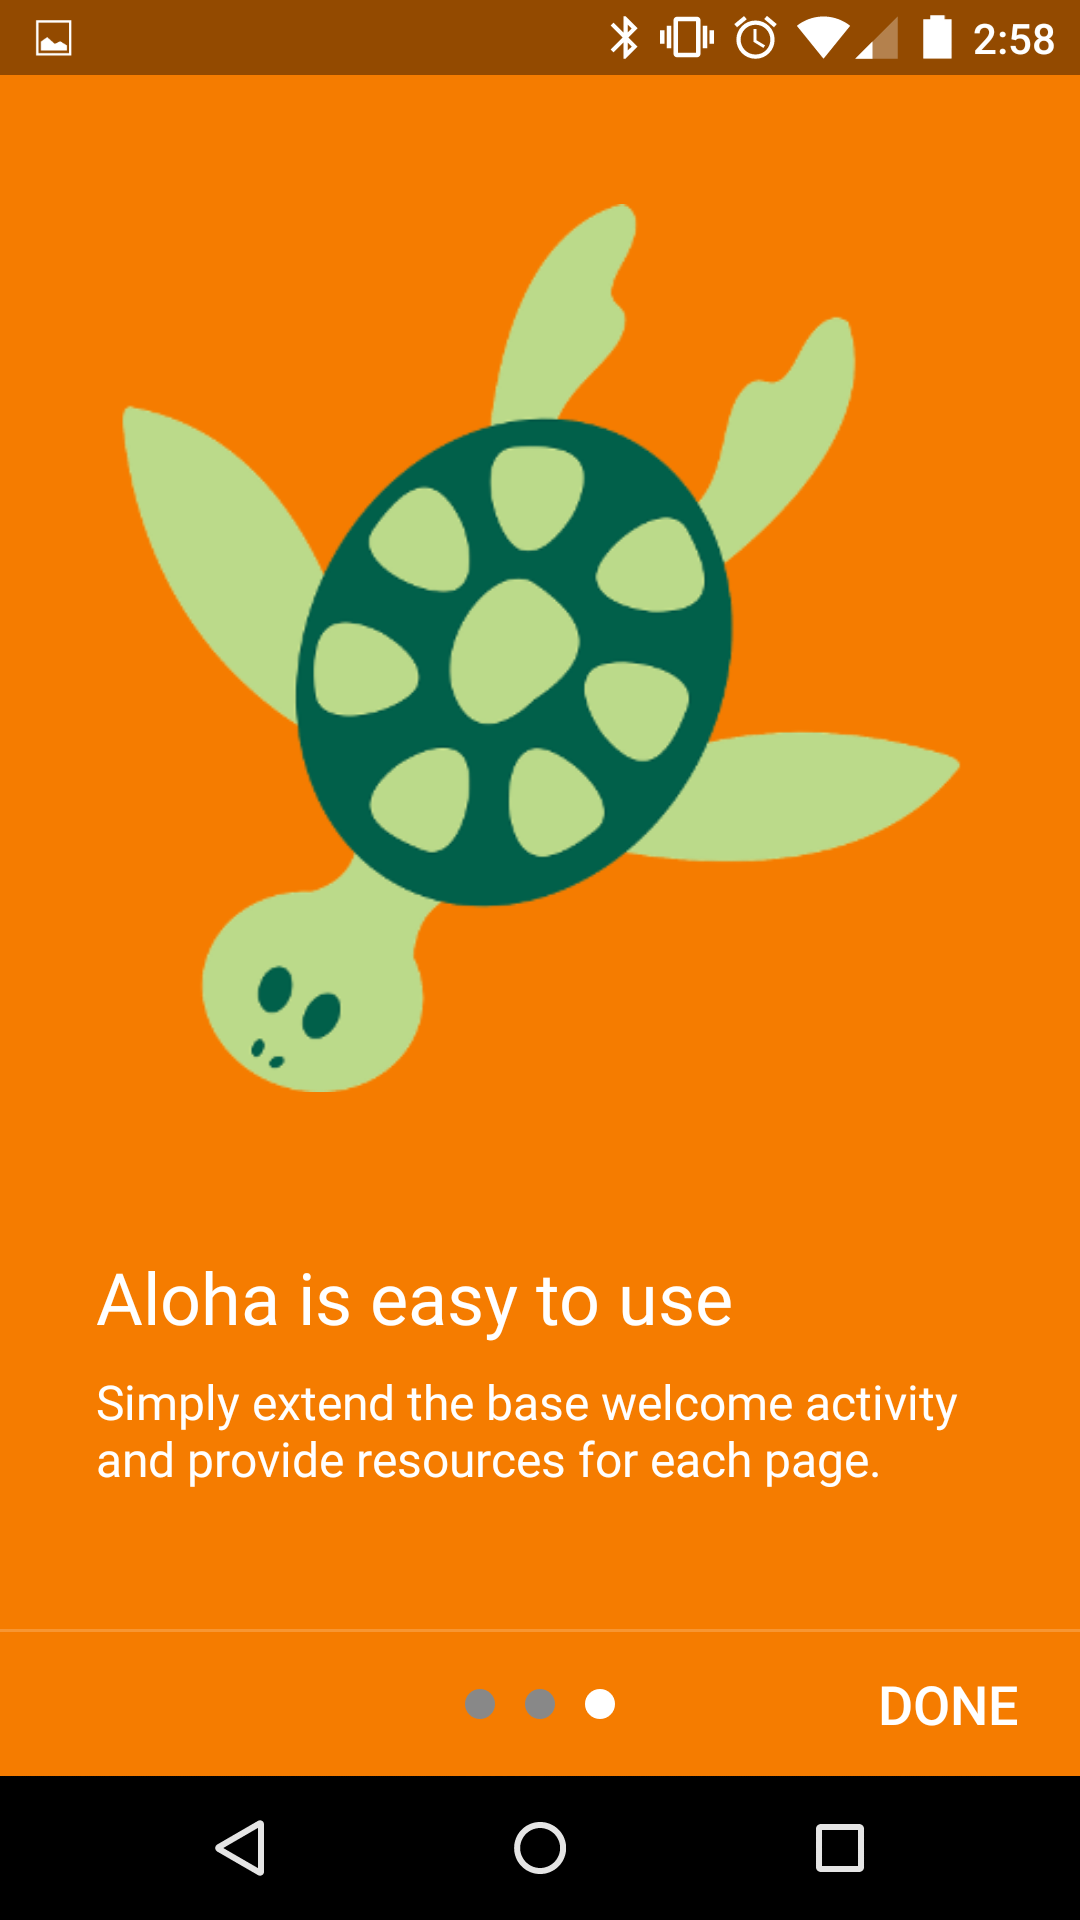 2:58
Aloha is easy to use
Simply extend the base welcome activity
and provide resources for each page.
DONE